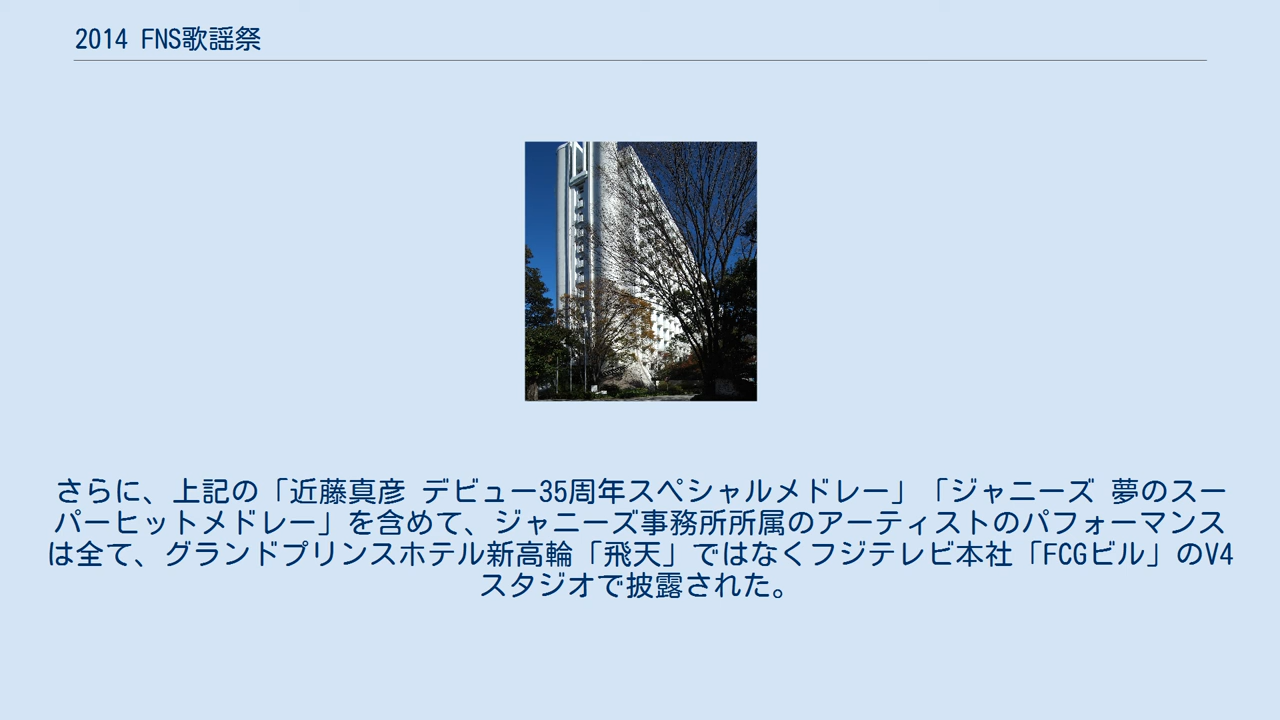 2014 FNS歌謡祭
さらに、上記の「近藤真彦 デビュー35周年スペシャルメドレー」「ジャニーズ 夢のスー
パーヒットメドレー」を含めて、ジャニーズ事務所所属のアーティストのパフォーマンス
は全て、グランドプリンスホテル新高輪「飛天」ではなくフジテレビ本社「FCGビル」のV4
スタジオで披露された。